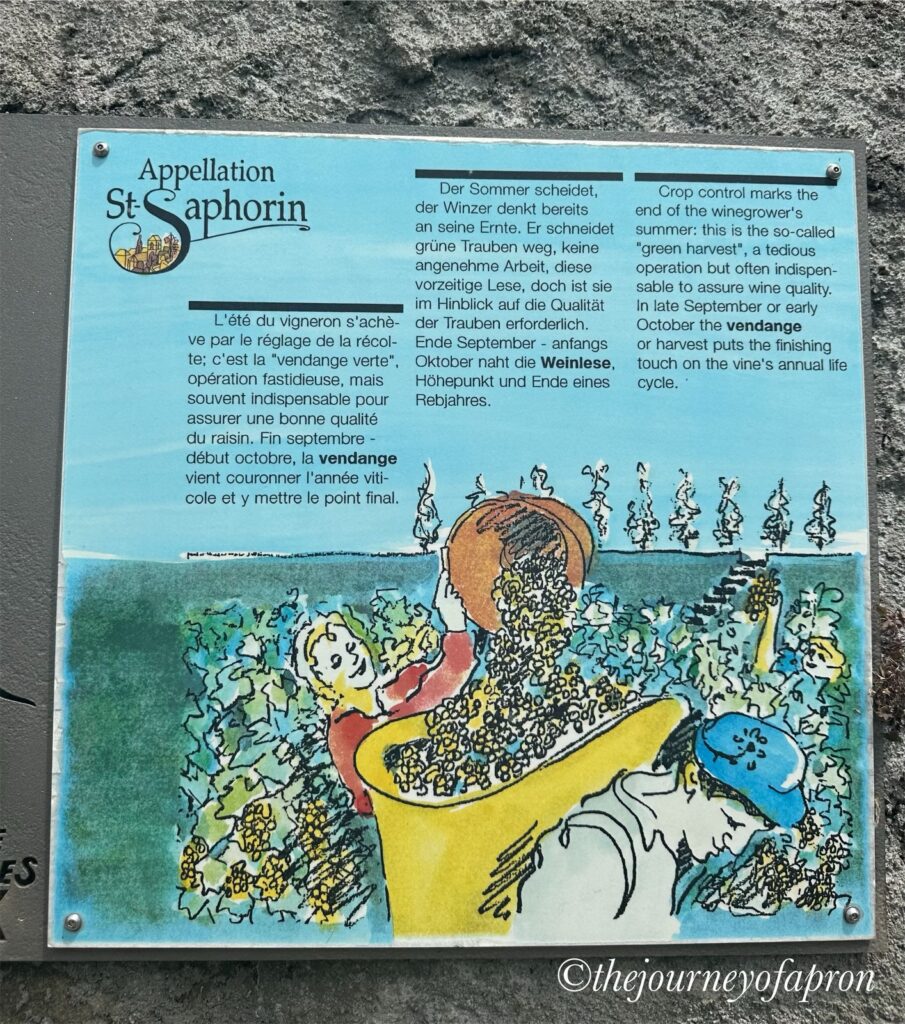 Appellation
St-Saphorin
L'été du vigneron s'achè-
ve par le réglage de la récol-
te; c'est la "vendange verte",
opération fastidieuse, mais
souvent indispensable pour
assurer une bonne qualité
du raisin. Fin septembre -
début octobre, la vendange
vient couronner l'année viti-
cole et y mettre le point final.
Der Sommer scheidet,
der Winzer denkt bereits
an seine Ernte. Er schneidet
grüne Trauben weg, keine
angenehme Arbeit, diese
vorzeitige Lese, doch ist sie
im Hinblick auf die Qualität
der Trauben erforderlich.
Ende September - anfangs
Oktober naht die Weinlese,
Höhepunkt und Ende eines
Rebjahres.
Crop control marks the
end of the winegrower's
summer: this is the so-called
"green harvest", a tedious
operation but often indispen-
sable to assure wine quality.
In late September or early
October the vendange
or harvest puts the finishing
touch on the vine's annual life
cycle.
©thejourneyofapron